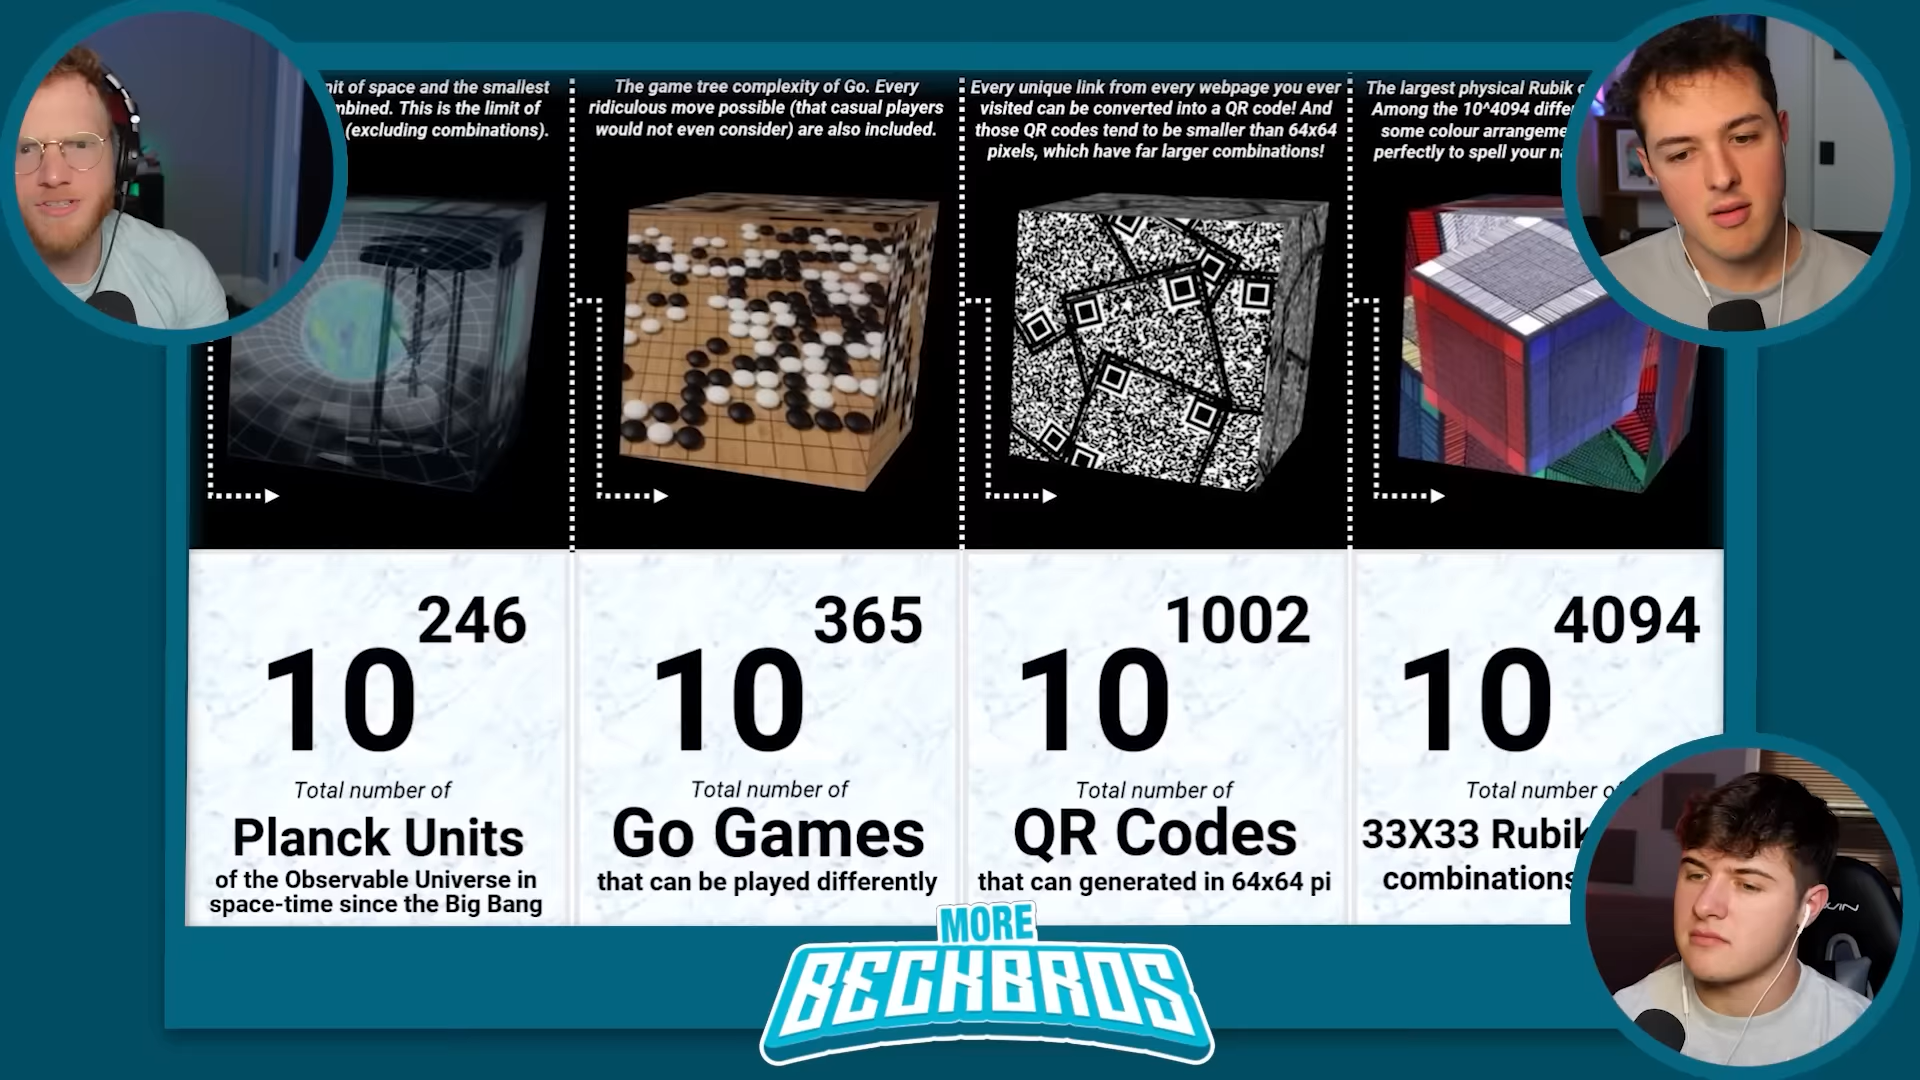 nit of space and the smallest
mbined. This is the limit of
(excluding combinations).
10 246
Total number of
Planck Units
of the Observable Universe in
space-time since the Big Bang
The game tree complexity of Go. Every
ridiculous move possible (that casual players
would not even consider) are also included.
10 365
Total number of
Go Games
that can be played differently
Every unique link from every webpage you ever
visited can be converted into a QR code! And
those QR codes tend to be smaller than 64x64
pixels, which have far larger combinations!
10 1002
Total number of
QR Codes
that can generated in 64x64 pi
The largest physical Rubik
Among the 10^4094 diffe
some colour arrangeme
perfectly to spell your na
10 4094
Total number o
33X33 Rubik
combinations
MORE
BECKBROS